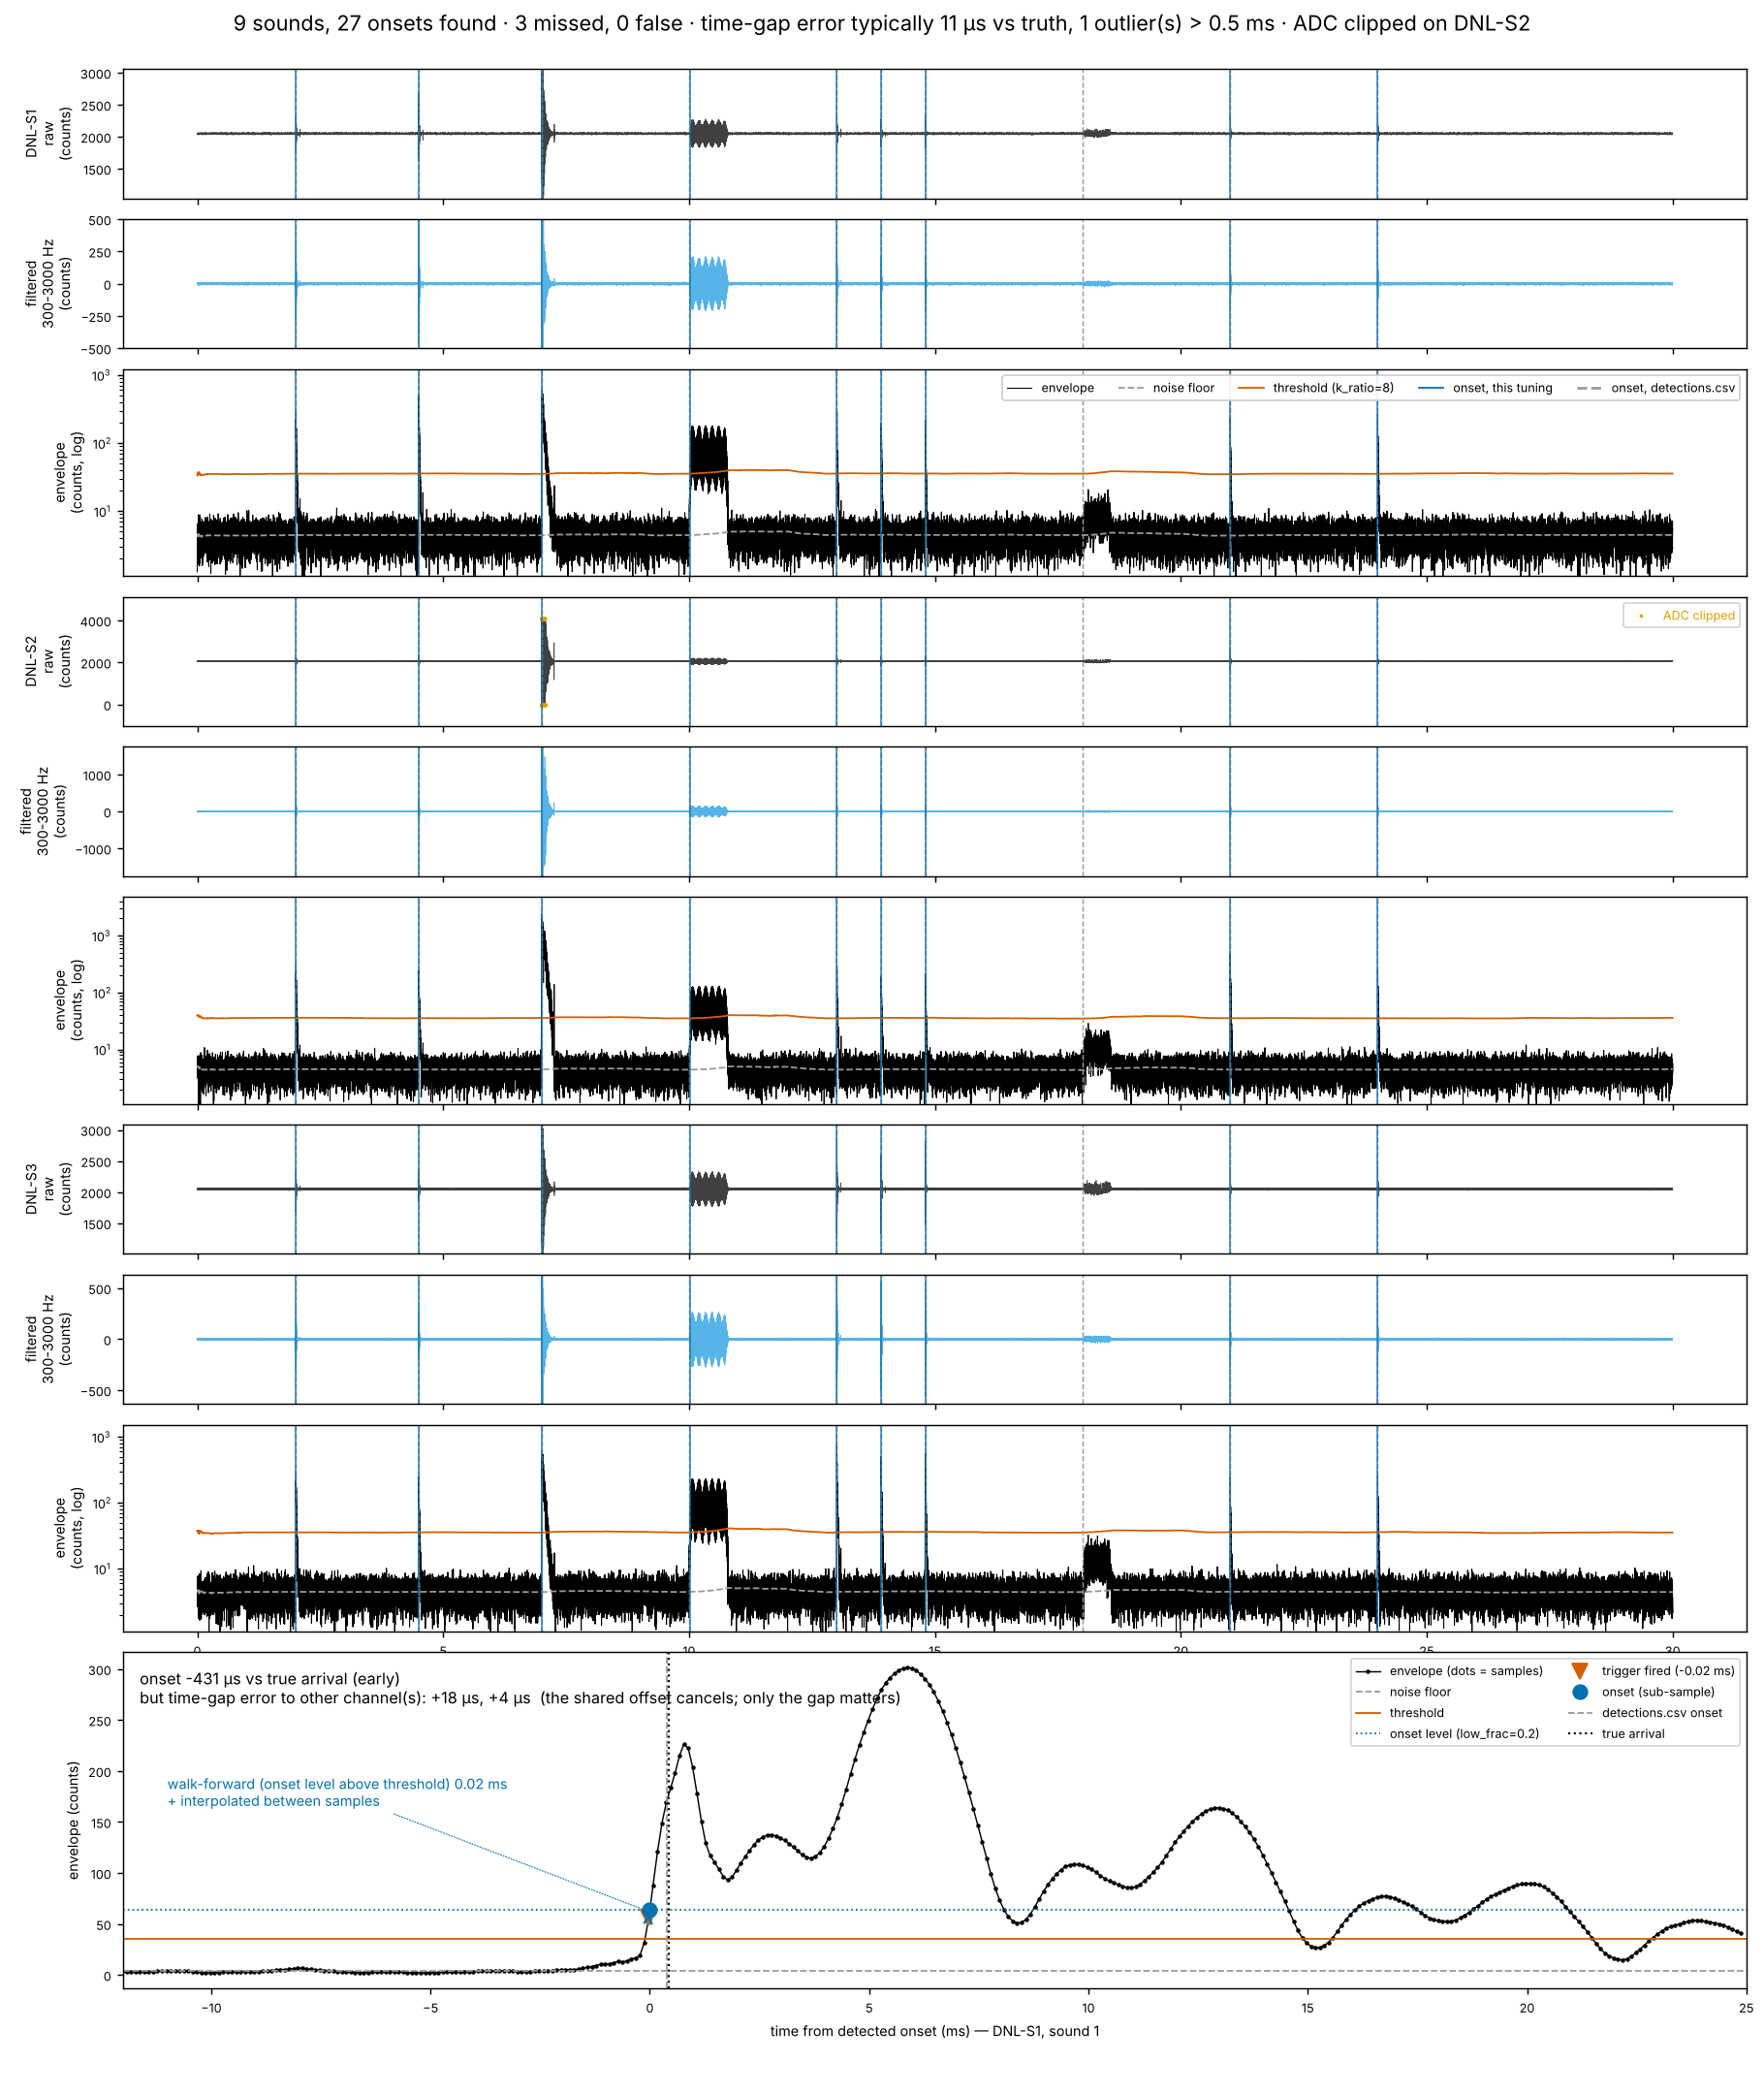 9 sounds, 27 onsets found · 3 missed, 0 false · time-gap error typically 11 µs vs truth, 1 outlier(s) > 0.5 ms · ADC clipped on DNL-S2
DNL-S1
raw
(counts)
3000
2500
2000
1500
filtered
300-3000 Hz
(counts)
500
250
0
−250
−500
envelope
(counts, log)
10³
10²
10¹
envelope
noise floor
threshold (k_ratio=8)
onset, this tuning
onset, detections.csv
DNL-S2
raw
(counts)
4000
2000
0
ADC clipped
filtered
300-3000 Hz
(counts)
1000
0
−1000
envelope
(counts, log)
10³
10²
10¹
DNL-S3
raw
(counts)
3000
2500
2000
1500
filtered
300-3000 Hz
(counts)
500
0
−500
envelope
(counts, log)
10³
10²
10¹
envelope (counts)
300
250
200
150
100
50
0
onset -431 µs vs true arrival (early)
but time-gap error to other channel(s): +18 µs, +4 µs (the shared offset cancels; only the gap matters)
walk-forward (onset level above threshold) 0.02 ms
+ interpolated between samples
envelope (dots = samples)
noise floor
threshold
onset level (low_frac=0.2)
trigger fired (-0.02 ms)
onset (sub-sample)
detections.csv onset
true arrival
−10 −5 0 5 10 15 20 25
time from detected onset (ms) — DNL-S1, sound 1